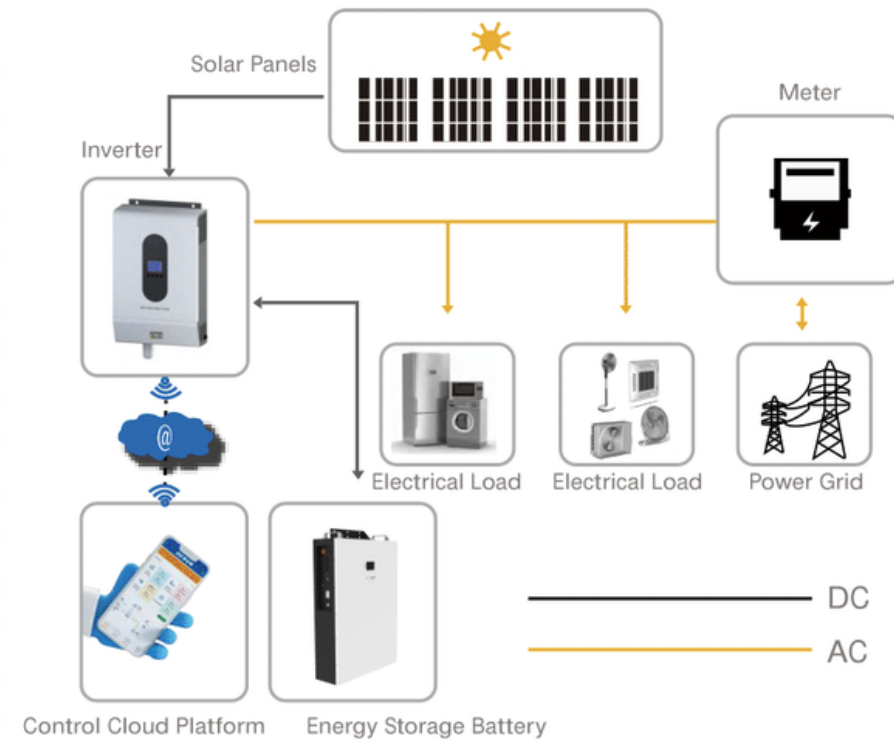 Solar Panels
Meter
Inverter
@
Electrical Load
Electrical Load
Power Grid
DC
AC
Control Cloud Platform
Energy Storage Battery